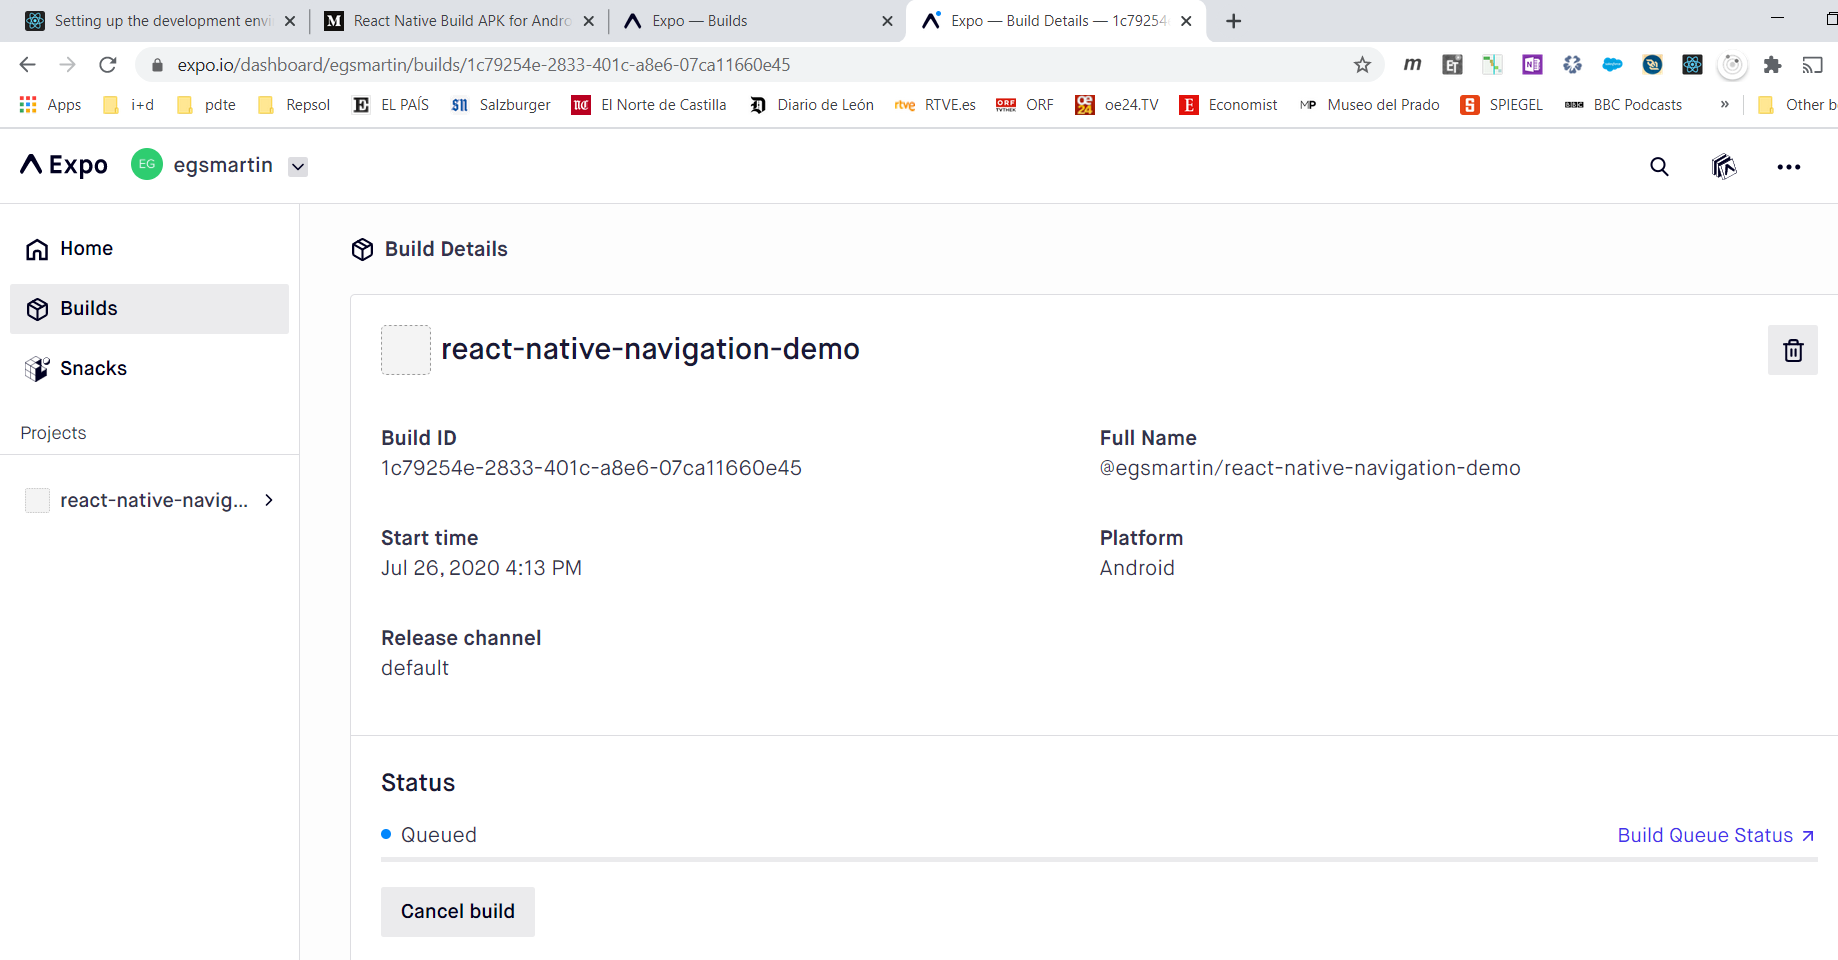 Setting up the development envi
React Native Build APK for Andro
Expo — Builds
Expo — Build Details — 1c79254
expo.io/dashboard/egsmartin/builds/1c79254e-2833-401c-a8e6-07ca11660e45
Apps i+d pdte Repsol EL PAÍS Salzburger El Norte de Castilla Diario de León RTVE.es ORF oe24.TV Economist Museo del Prado SPIEGEL BBC Podcasts » Other b
Expo EG egsmartin
Home
Builds
Snacks
Projects
react-native-navig...
Build Details
react-native-navigation-demo
Build ID
1c79254e-2833-401c-a8e6-07ca11660e45
Full Name
@egsmartin/react-native-navigation-demo
Start time
Jul 26, 2020 4:13 PM
Platform
Android
Release channel
default
Status
Queued
Build Queue Status
Cancel build